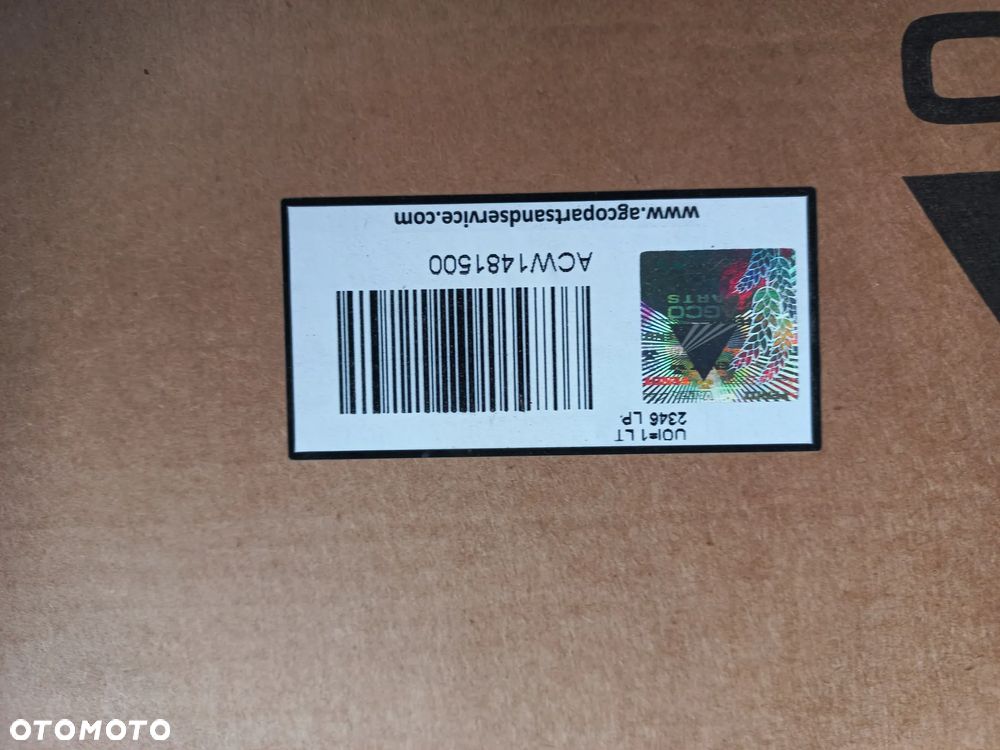 UOI=1 LT
2346 LP.
ACW1481500
www.agcopartsandservice.com
AGCO
PARTS
OTOMOTO